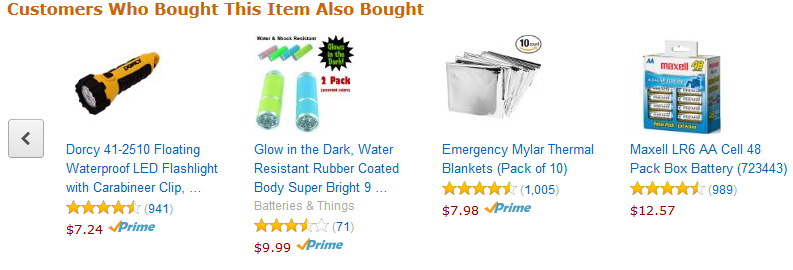 Customers Who Bought This Item Also Bought
DORCY
Dorcy 41-2510 Floating
Waterproof LED Flashlight
with Carabineer Clip, ...
(941)
$7.24 Prime
Water & Shock Resistant
Glows
in the
Dark!
2 Pack
(assorted colors)
Glow in the Dark, Water
Resistant Rubber Coated
Body Super Bright 9 ...
Batteries & Things
(71)
$9.99 Prime
10 count
Emergency Mylar Thermal
Blankets (Pack of 10)
(1,005)
$7.98 Prime
AA
maxell
48
Maxell LR6 AA Cell 48
Pack Box Battery (723443)
(989)
$12.57